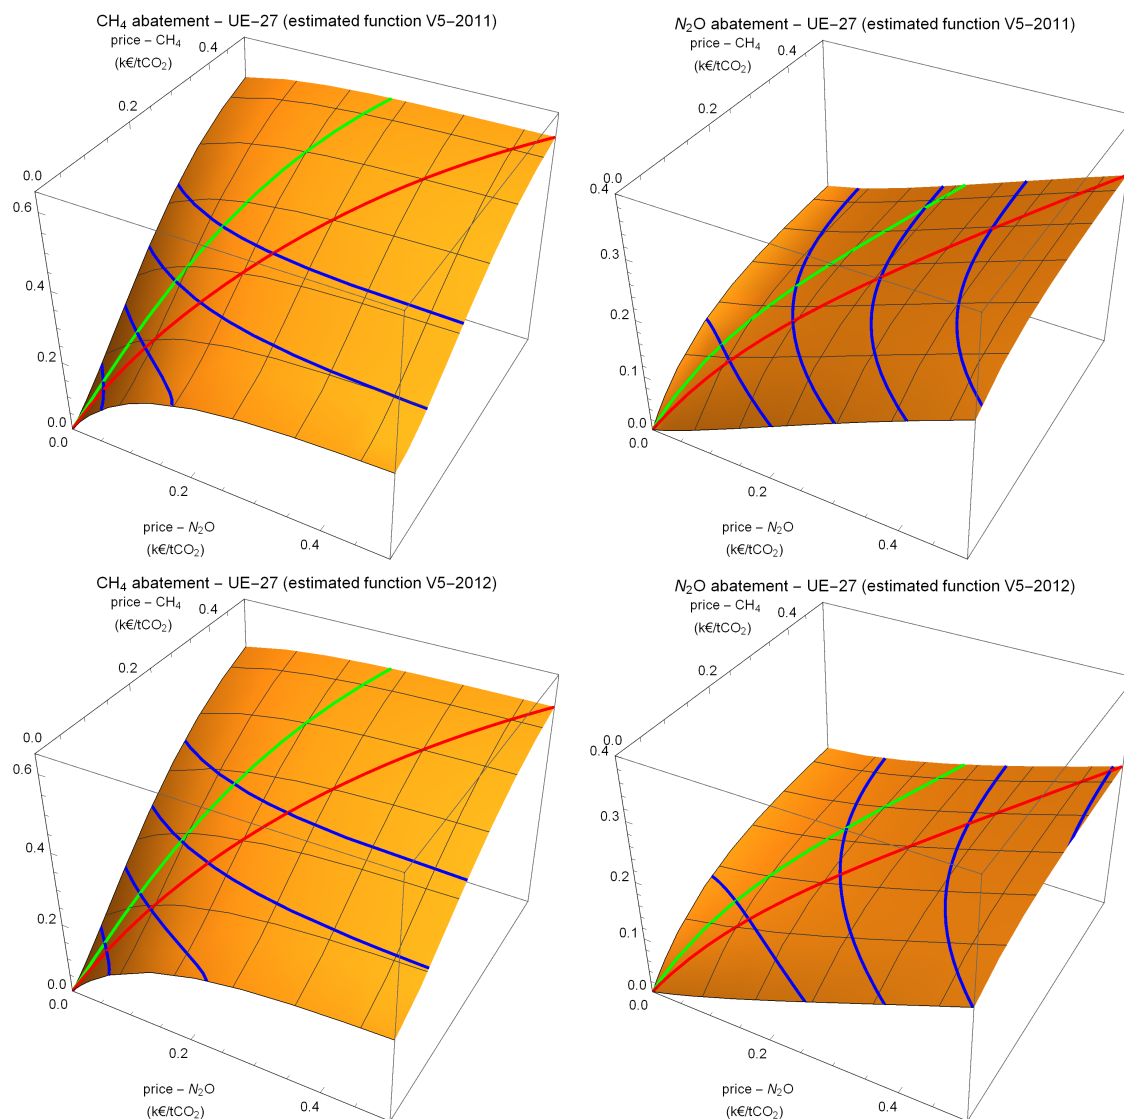 CH₄ abatement – UE–27 (estimated function V5–2011)
price – CH₄
(k€/tCO₂)
0.4
0.2
0.0
0.6
0.4
0.2
0.0
0.0
0.2
0.4
price – N₂O
(k€/tCO₂)
N₂O abatement – UE–27 (estimated function V5–2011)
price – CH₄
(k€/tCO₂)
0.4
0.2
0.0
0.4
0.3
0.2
0.1
0.0
0.0
0.2
0.4
price – N₂O
(k€/tCO₂)
CH₄ abatement – UE–27 (estimated function V5–2012)
price – CH₄
(k€/tCO₂)
0.4
0.2
0.0
0.6
0.4
0.2
0.0
0.0
0.2
0.4
price – N₂O
(k€/tCO₂)
N₂O abatement – UE–27 (estimated function V5–2012)
price – CH₄
(k€/tCO₂)
0.4
0.2
0.0
0.4
0.3
0.2
0.1
0.0
0.0
0.2
0.4
price – N₂O
(k€/tCO₂)